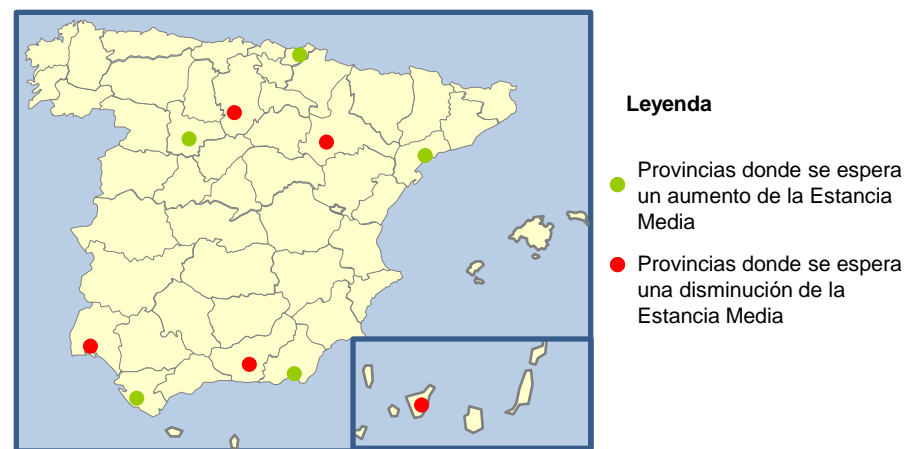 Leyenda
Provincias donde se espera
un aumento de la Estancia
Media
Provincias donde se espera
una disminución de la
Estancia Media